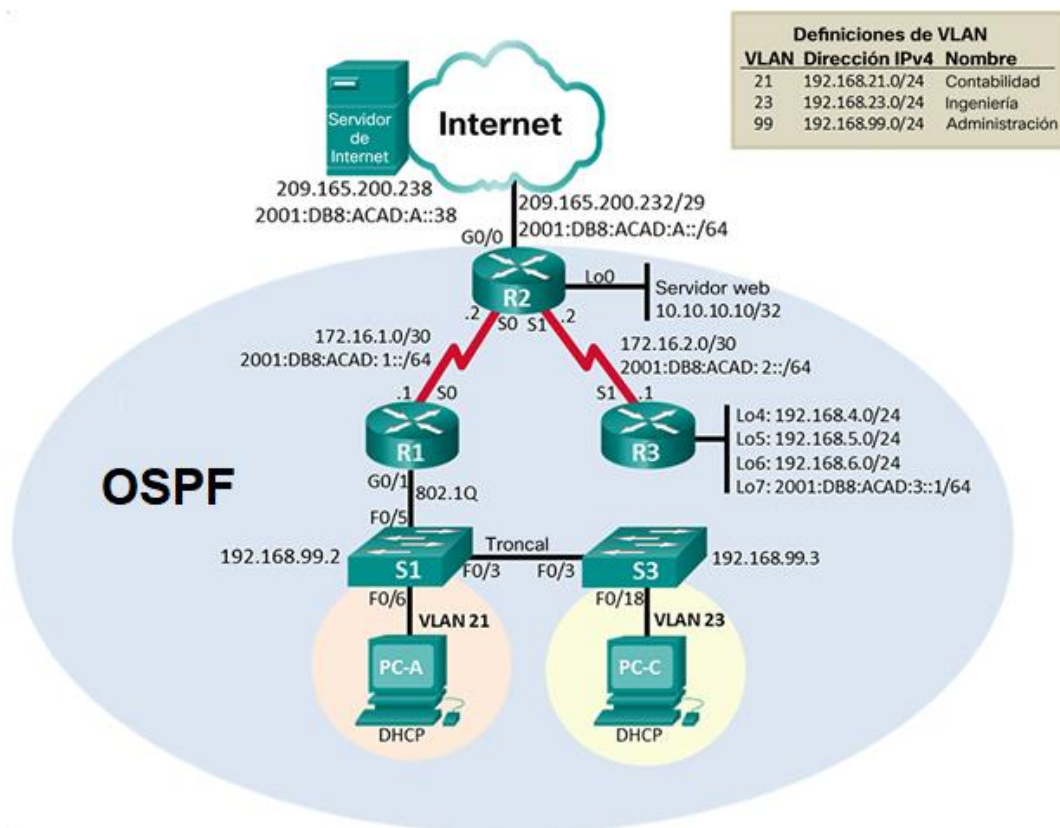 Definiciones de VLAN
VLAN Dirección IPv4 Nombre
21 192.168.21.0/24 Contabilidad
23 192.168.23.0/24 Ingeniería
99 192.168.99.0/24 Administración
Servidor
de
Internet
Internet
209.165.200.238
2001:DB8:ACAD:A::38
209.165.200.232/29
2001:DB8:ACAD:A::/64
G0/0
R2
Lo0
Servidor web
10.10.10.10/32
.2
S0
S1
.2
172.16.1.0/30
2001:DB8:ACAD: 1::/64
172.16.2.0/30
2001:DB8:ACAD: 2::/64
.1
S0
S1
.1
R1
R3
Lo4: 192.168.4.0/24
Lo5: 192.168.5.0/24
Lo6: 192.168.6.0/24
Lo7: 2001:DB8:ACAD:3::1/64
OSPF
G0/1
802.1Q
F0/5
192.168.99.2
S1
Troncal
F0/3
F0/3
S3
192.168.99.3
F0/6
F0/18
VLAN 21
VLAN 23
PC-A
PC-C
DHCP
DHCP